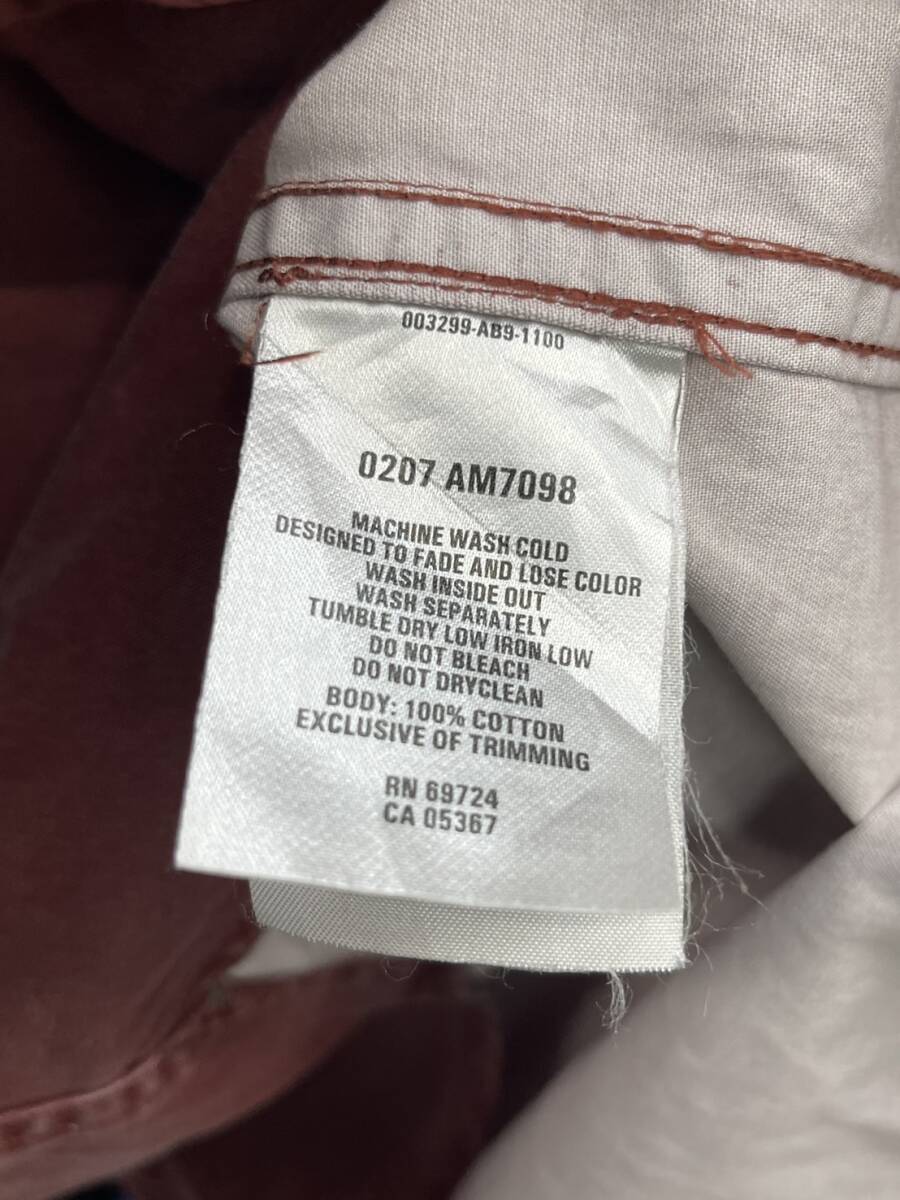 003299-AB9-1100
0207 AM7098
MACHINE WASH COLD
DESIGNED TO FADE AND LOSE COLOR
WASH INSIDE OUT
WASH SEPARATELY
TUMBLE DRY LOW IRON LOW
DO NOT BLEACH
DO NOT DRYCLEAN
BODY: 100% COTTON
EXCLUSIVE OF TRIMMING
RN 69724
CA 05367